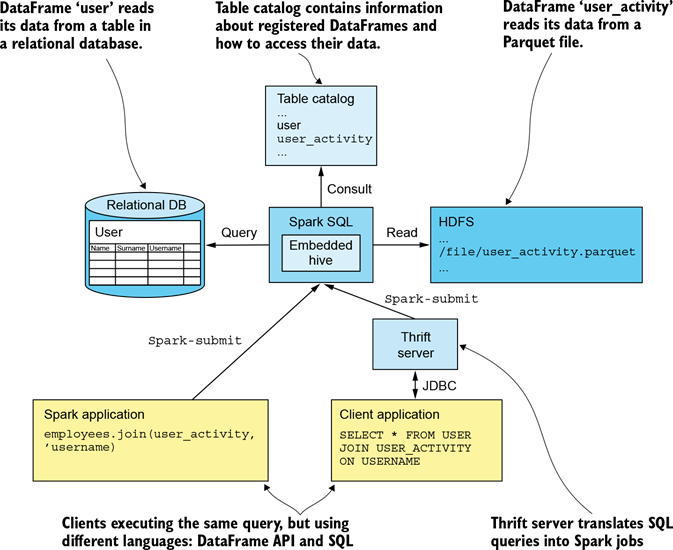 DataFrame ‘user’ reads
its data from a table in
a relational database.
Table catalog contains information
about registered DataFrames and
how to access their data.
DataFrame ‘user_activity’
reads its data from a
Parquet file.
Table catalog
...
user
user_activity
...
Consult
Relational DB
User
Name Surname Username
Query
Spark SQL
Embedded
hive
Read
HDFS
...
/file/user_activity.parquet
...
Spark-submit
Spark-submit
Thrift
server
JDBC
Spark application
employees.join(user_activity,
‘username)
Client application
SELECT * FROM USER
JOIN USER_ACTIVITY
ON USERNAME
Clients executing the same query, but using
different languages: DataFrame API and SQL
Thrift server translates SQL
queries into Spark jobs